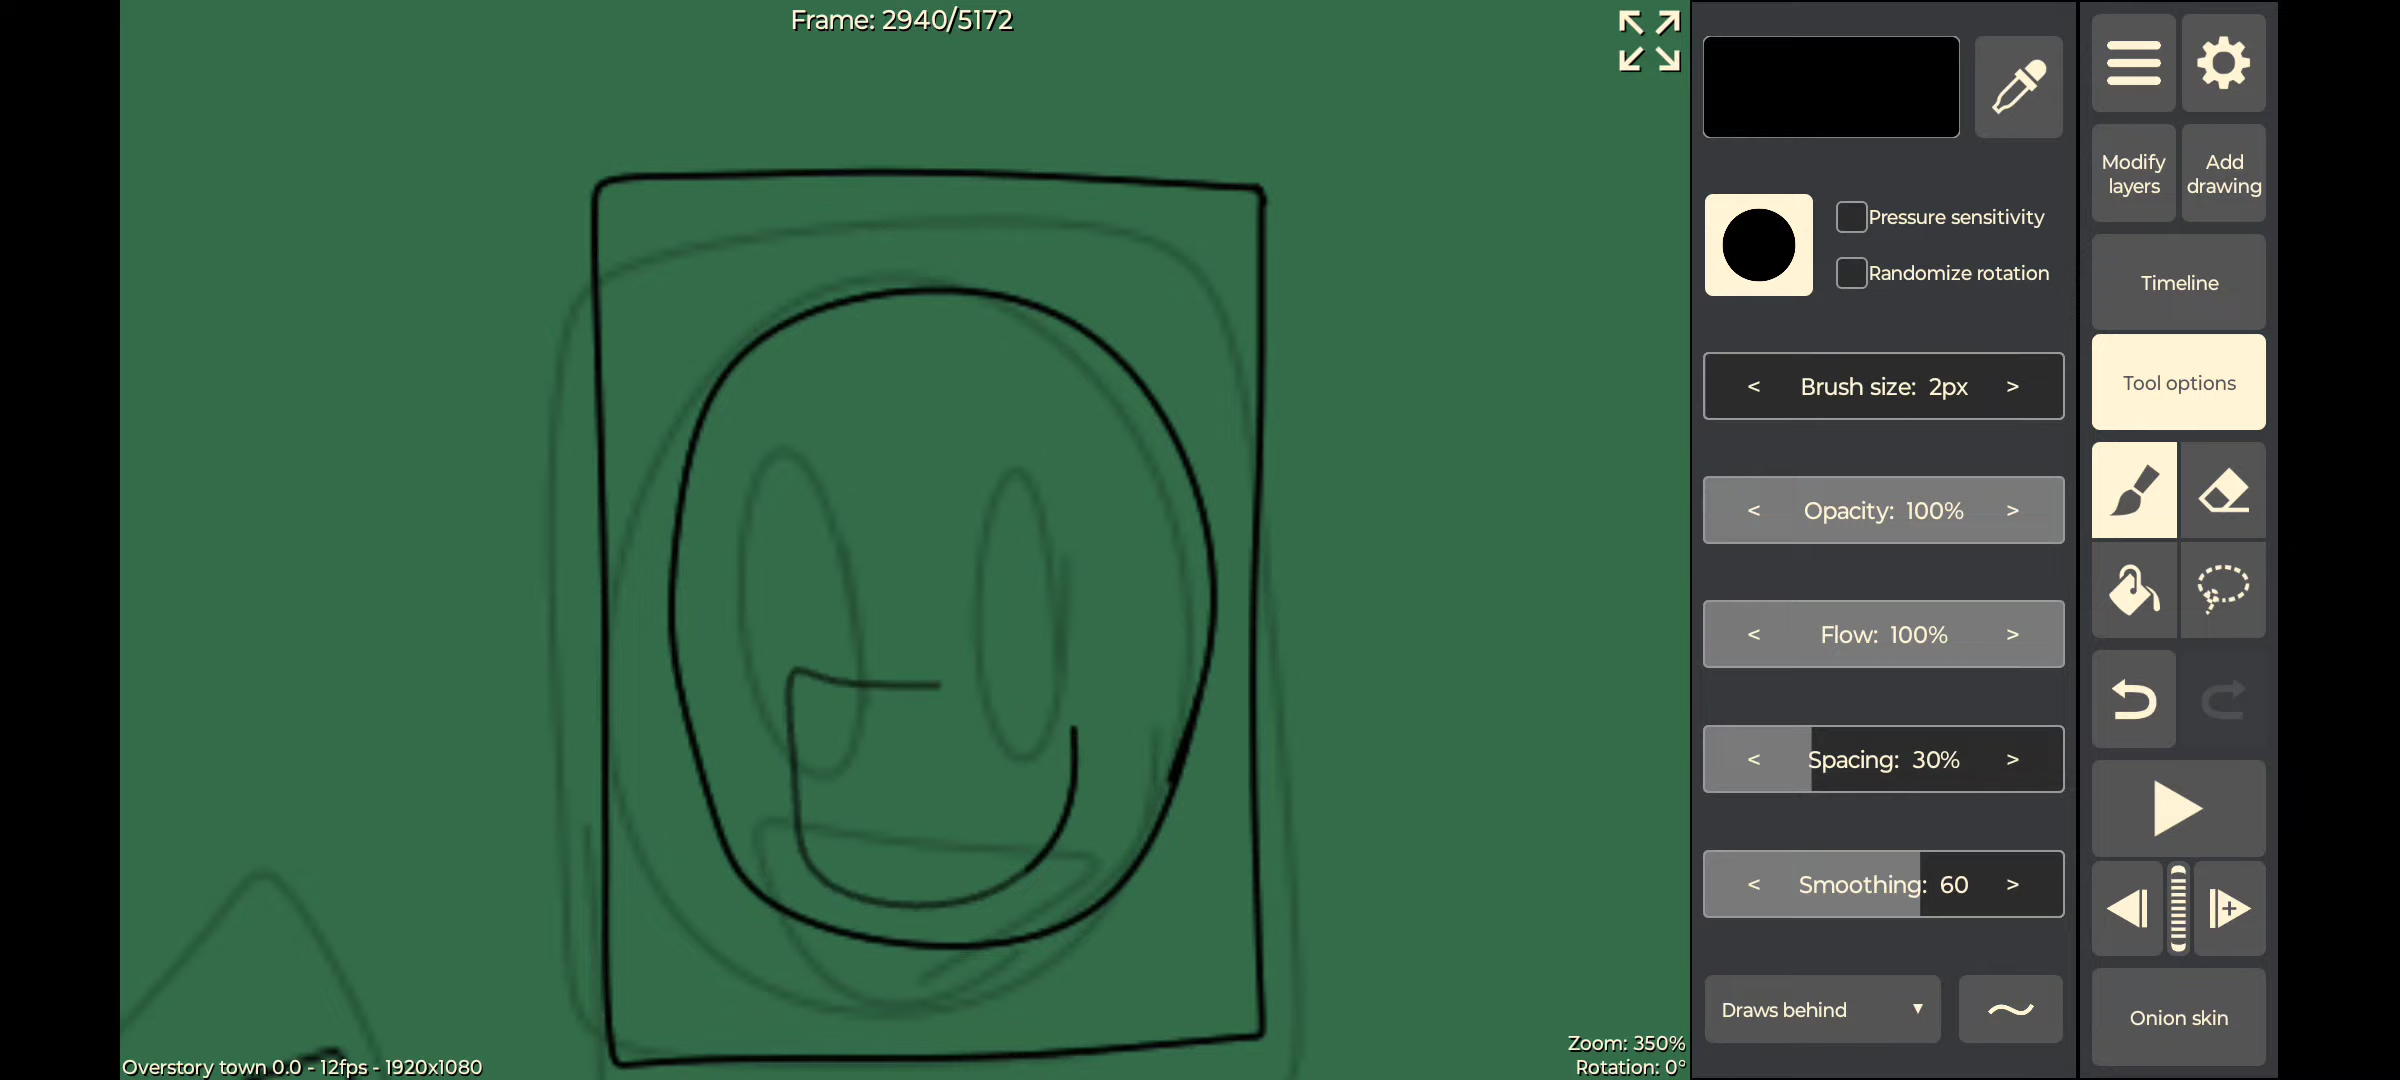 Frame: 2940/5172
Pressure sensitivity
Randomize rotation
< Brush size: 2px >
< Opacity: 100% >
< Flow: 100% >
< Spacing: 30% >
< Smoothing: 60 >
Draws behind
Modify
layers
Add
drawing
Timeline
Tool options
Onion skin
Overstory town 0.0 - 12fps - 1920x1080
Zoom: 350%
Rotation: 0°